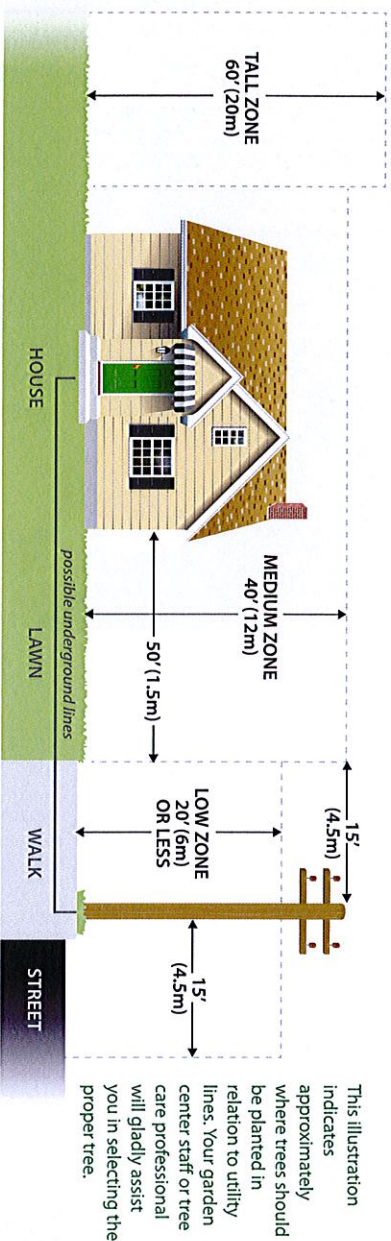 TALL ZONE
60' (20m)
MEDIUM ZONE
40' (12m)
50' (1.5m)
15'
(4.5m)
LOW ZONE
20' (6m)
OR LESS
15'
(4.5m)
HOUSE
possible underground lines
LAWN
WALK
STREET
This illustration
indicates
approximately
where trees should
be planted in
relation to utility
lines. Your garden
center staff or tree
care professional
will gladly assist
you in selecting the
proper tree.